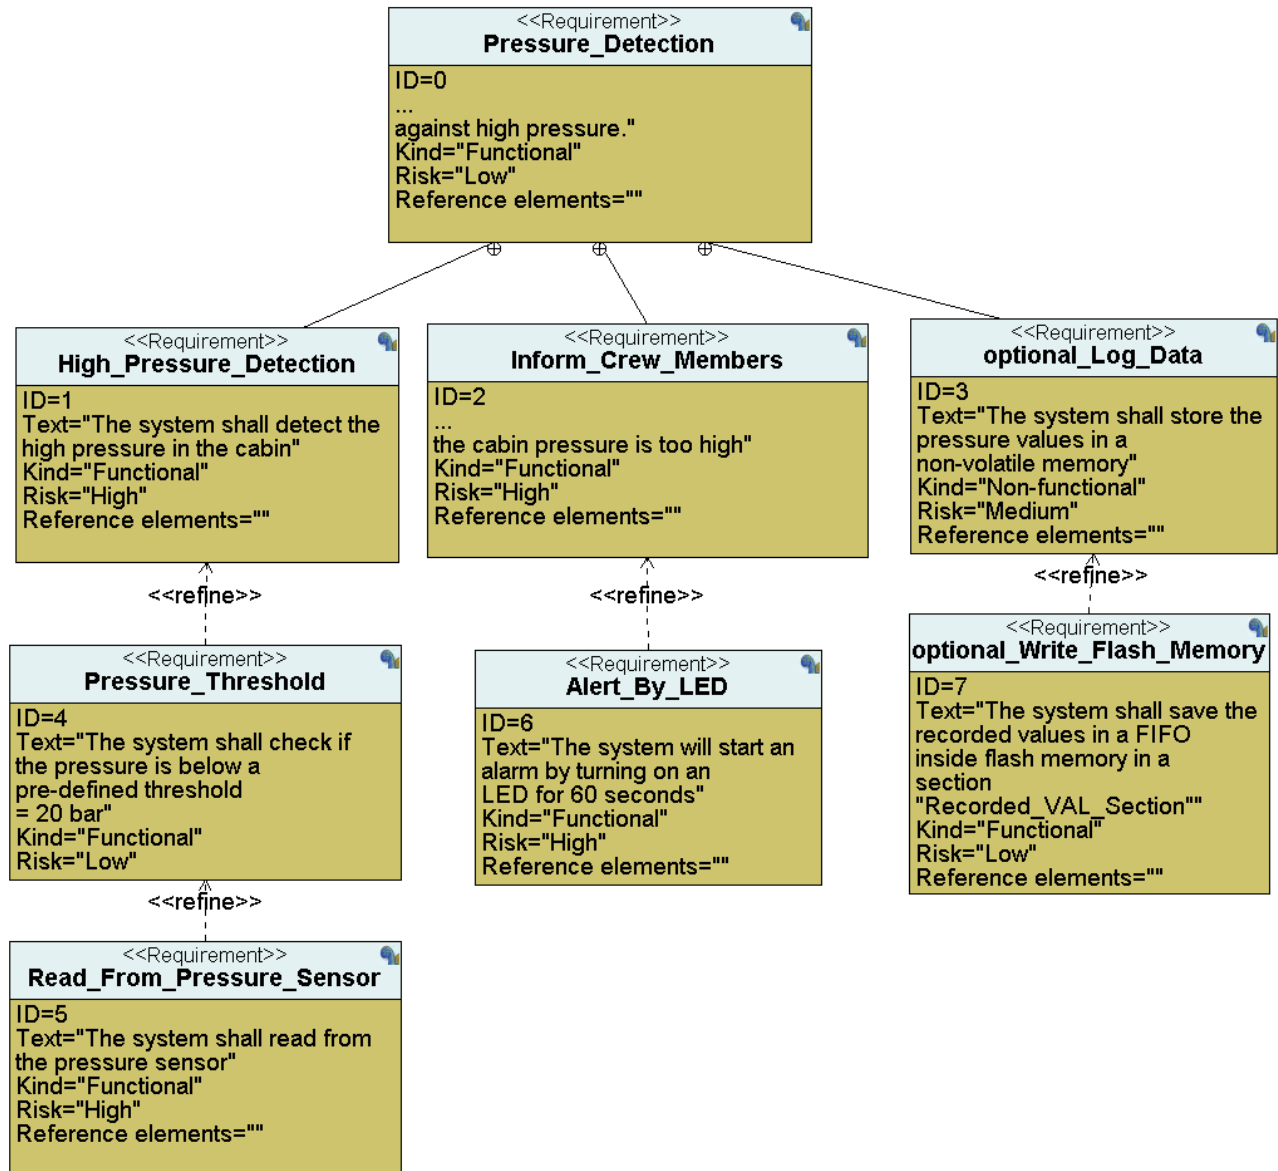 <<Requirement>>
Pressure_Detection
ID=0
...
against high pressure."
Kind="Functional"
Risk="Low"
Reference elements=""
<<Requirement>>
High_Pressure_Detection
ID=1
Text="The system shall detect the
high pressure in the cabin"
Kind="Functional"
Risk="High"
Reference elements=""
<<Requirement>>
Inform_Crew_Members
ID=2
...
the cabin pressure is too high"
Kind="Functional"
Risk="High"
Reference elements=""
<<Requirement>>
optional_Log_Data
ID=3
Text="The system shall store the
pressure values in a
non-volatile memory"
Kind="Non-functional"
Risk="Medium"
Reference elements=""
<<refine>>
<<refine>>
<<refine>>
<<Requirement>>
Pressure_Threshold
ID=4
Text="The system shall check if
the pressure is below a
pre-defined threshold
= 20 bar"
Kind="Functional"
Risk="Low"
<<Requirement>>
Alert_By_LED
ID=6
Text="The system will start an
alarm by turning on an
LED for 60 seconds"
Kind="Functional"
Risk="High"
Reference elements=""
<<Requirement>>
optional_Write_Flash_Memory
ID=7
Text="The system shall save the
recorded values in a FIFO
inside flash memory in a
section
"Recorded_VAL_Section""
Kind="Functional"
Risk="Low"
Reference elements=""
<<refine>>
<<Requirement>>
Read_From_Pressure_Sensor
ID=5
Text="The system shall read from
the pressure sensor"
Kind="Functional"
Risk="High"
Reference elements=""